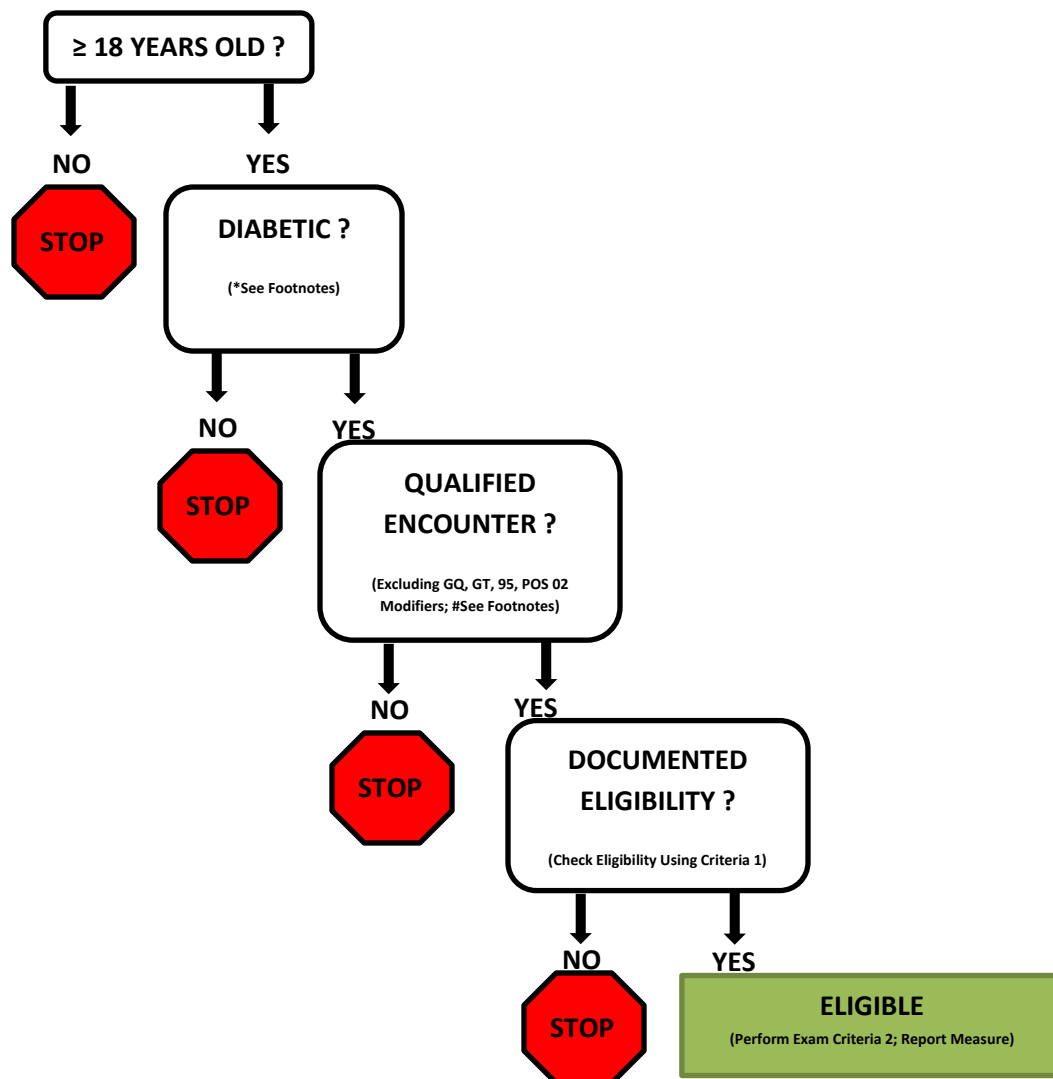 ≥ 18 YEARS OLD ?
NO
YES
STOP
DIABETIC ?
(*See Footnotes)
NO
YES
STOP
QUALIFIED
ENCOUNTER ?
(Excluding GQ, GT, 95, POS 02
Modifiers; #See Footnotes)
NO
YES
STOP
DOCUMENTED
ELIGIBILITY ?
(Check Eligibility Using Criteria 1)
NO
YES
STOP
ELIGIBLE
(Perform Exam Criteria 2; Report Measure)